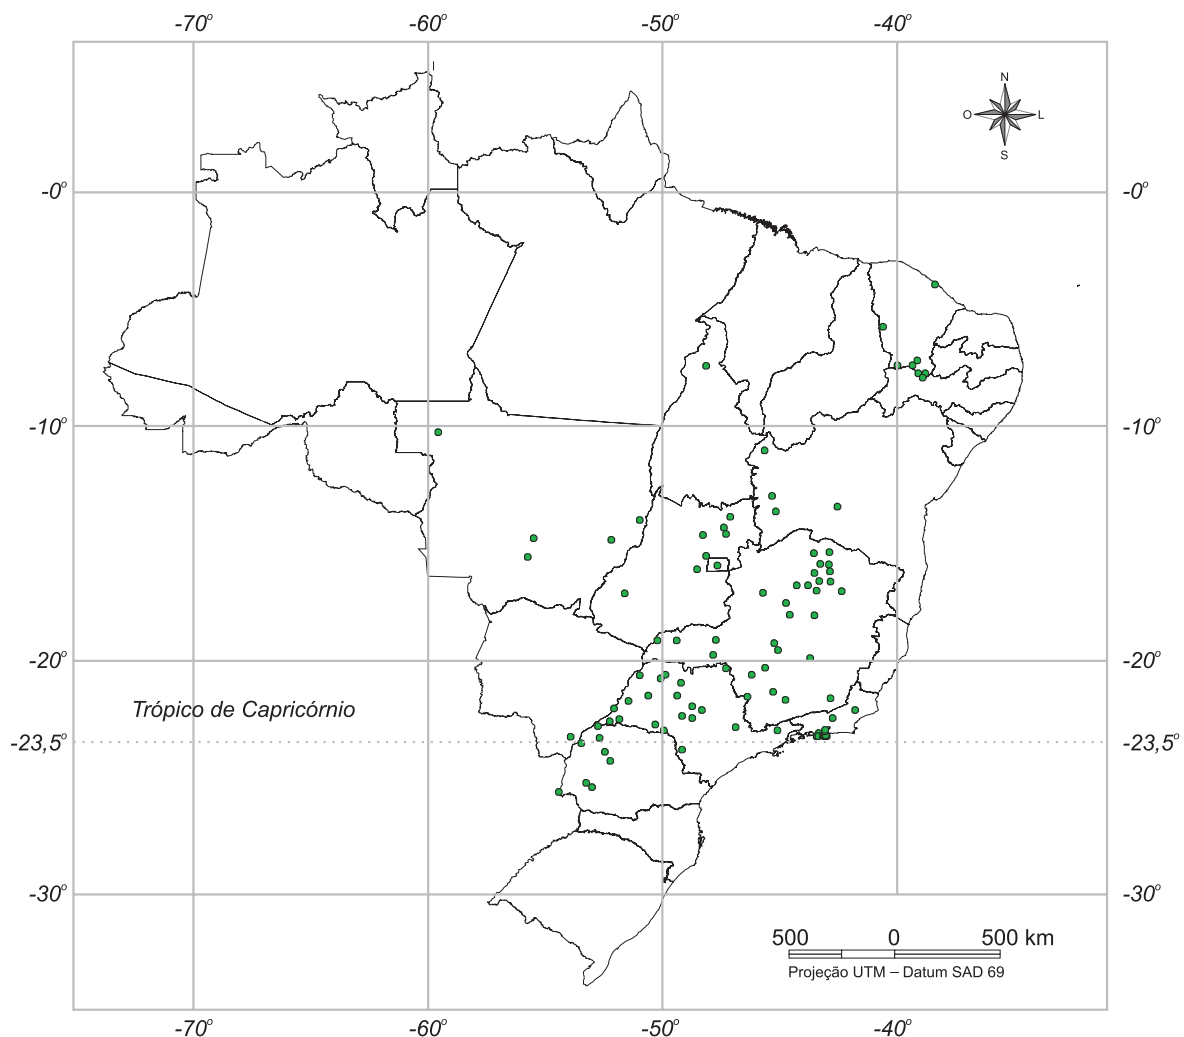 -70º -60º -50º -40º
N
O L
S
-0º -0º
-10º -10º
-20º -20º
Trópico de Capricórnio
-23,5º -23,5º
-30º -30º
500 0 500 km
Projeção UTM – Datum SAD 69
-70º -60º -50º -40º